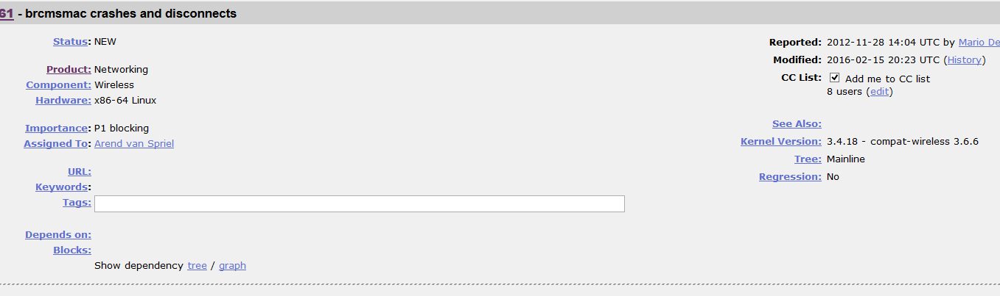 61 - brcmsmac crashes and disconnects
Status: NEW
Product: Networking
Component: Wireless
Hardware: x86-64 Linux
Importance: P1 blocking
Assigned To: Arend van Spriel
URL:
Keywords:
Tags:
Depends on:
Blocks:
Show dependency tree / graph
Reported: 2012-11-28 14:04 UTC by Mario De
Modified: 2016-02-15 20:23 UTC (History)
CC List: Add me to CC list
8 users (edit)
See Also:
Kernel Version: 3.4.18 - compat-wireless 3.6.6
Tree: Mainline
Regression: No